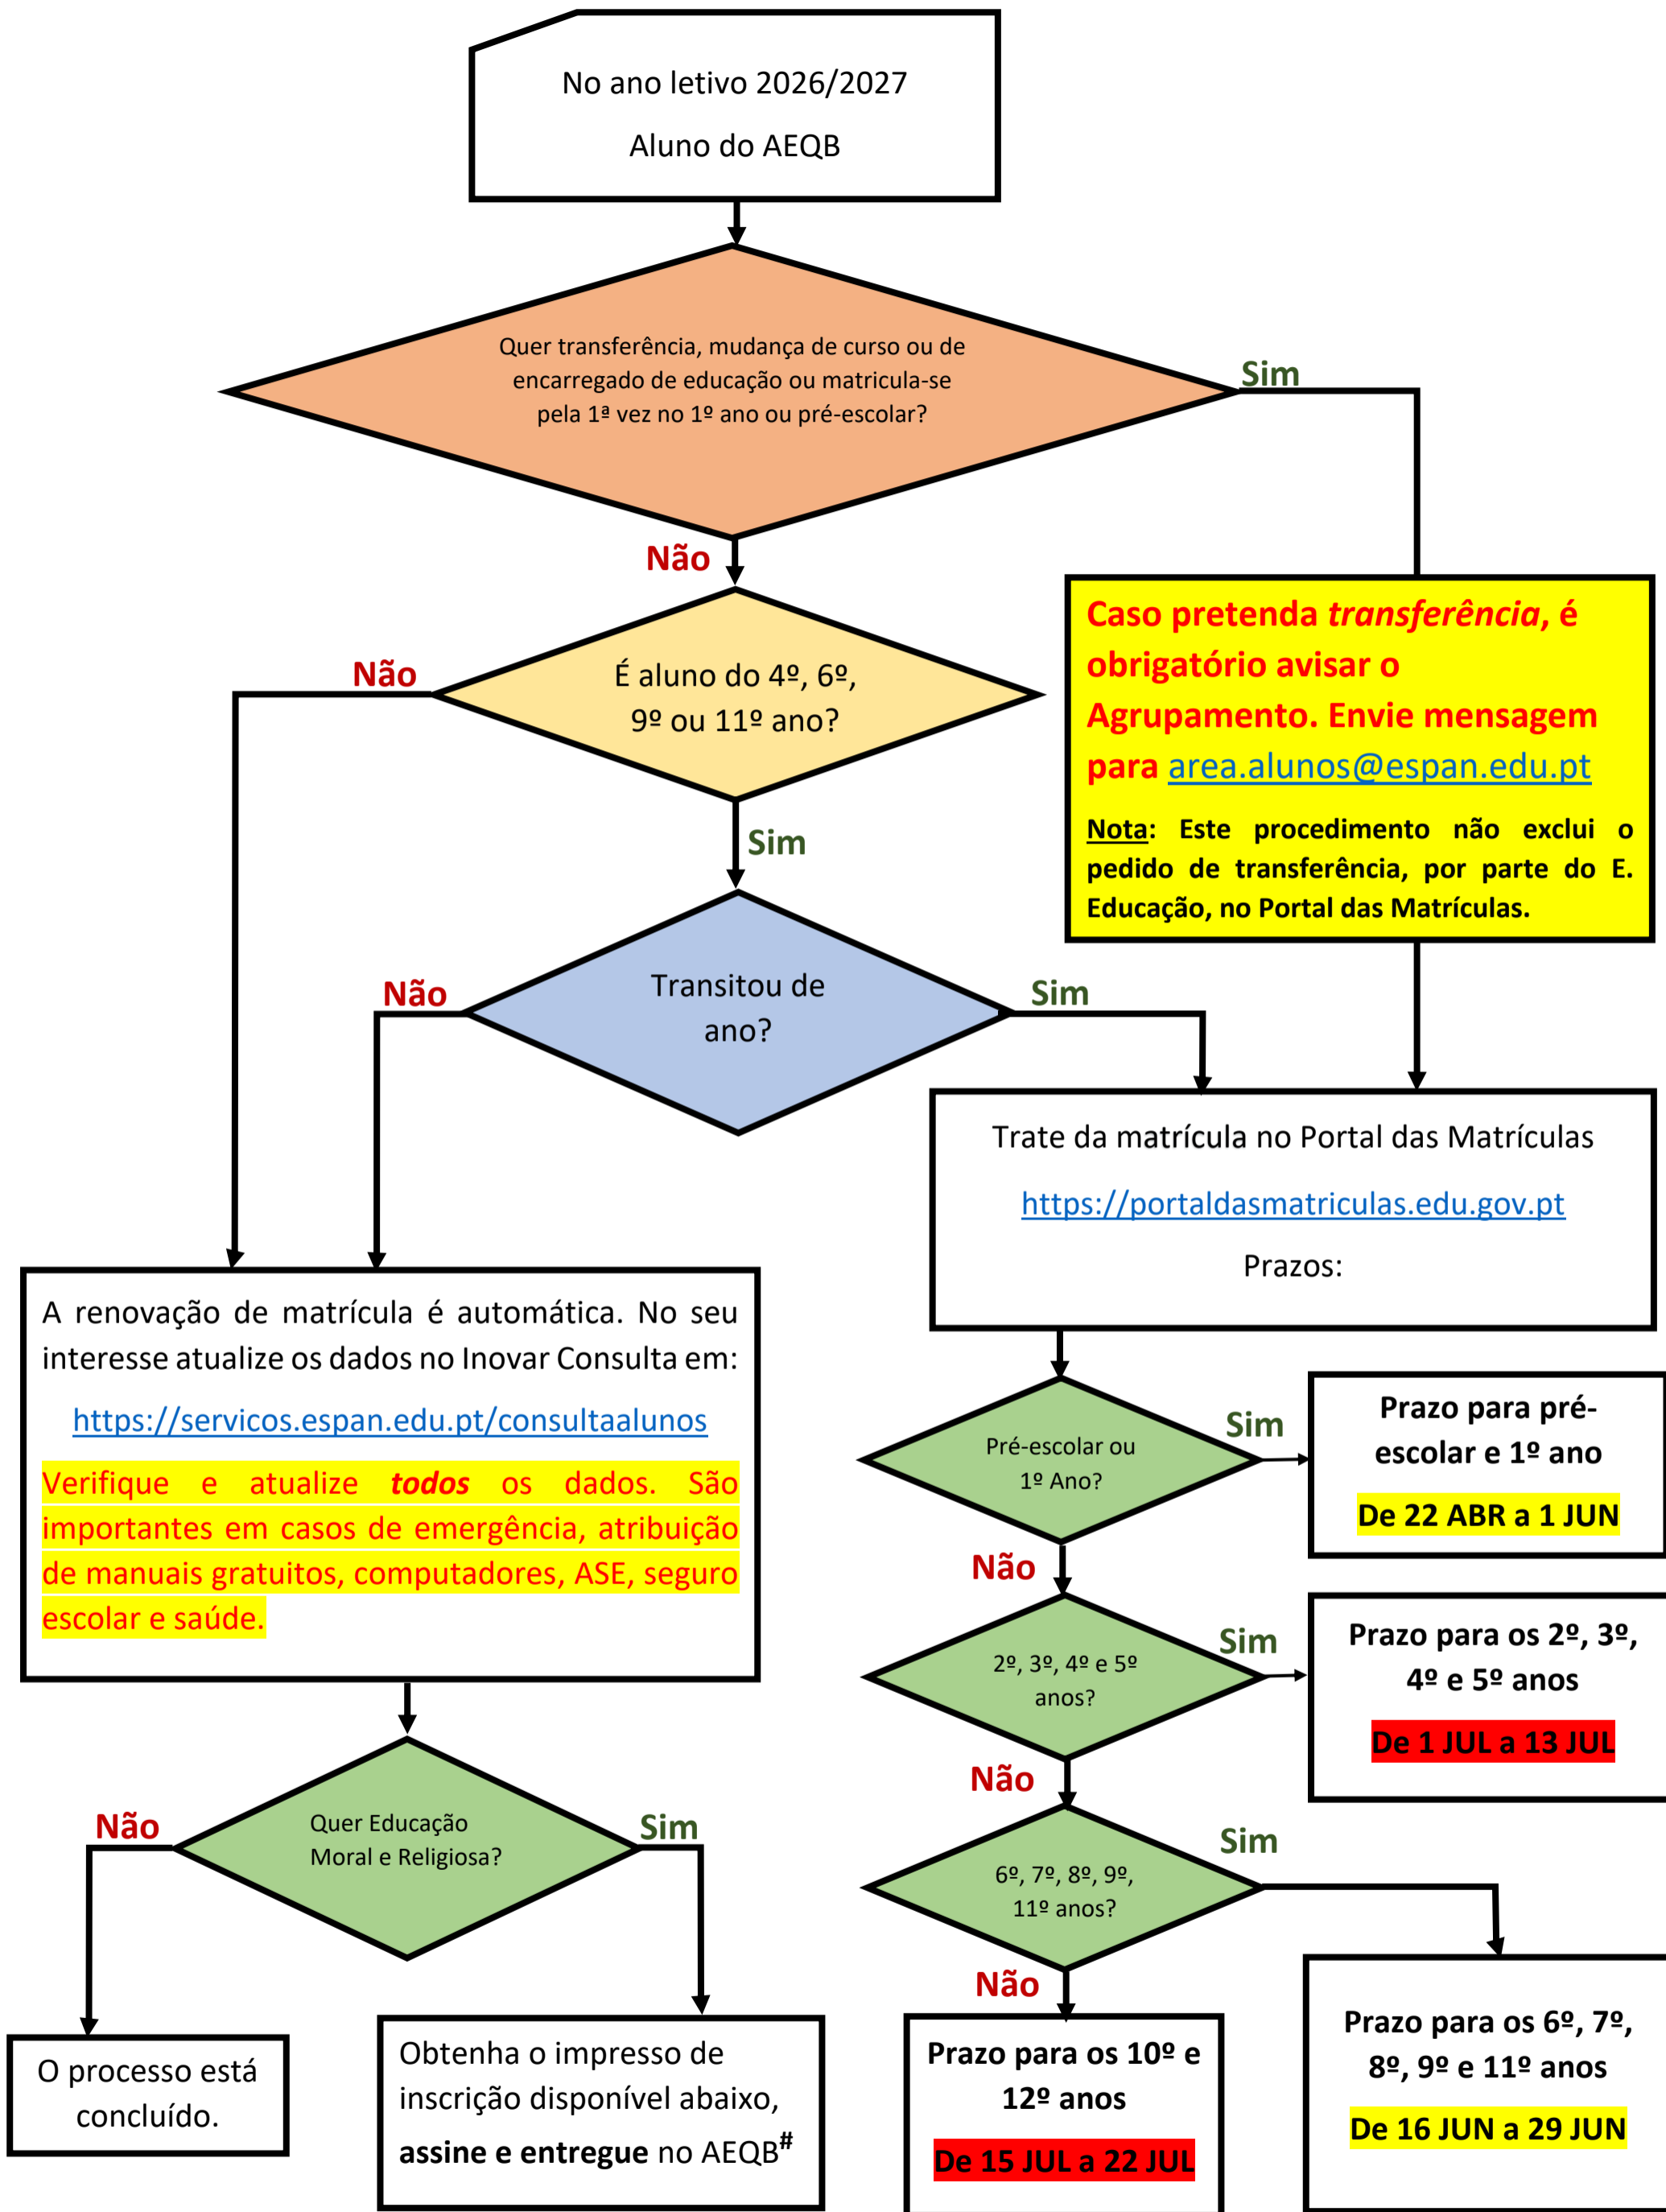 No ano letivo 2026/2027
Aluno do AEQB
Quer transferência, mudança de curso ou de
encarregado de educação ou matricula-se
pela 1ª vez no 1º ano ou pré-escolar?
Sim
Não
Caso pretenda transferência, é
obrigatório avisar o
Agrupamento. Envie mensagem
para area.alunos@espan.edu.pt
Nota: Este procedimento não exclui o
pedido de transferência, por parte do E.
Educação, no Portal das Matrículas.
Não
É aluno do 4º, 6º,
9º ou 11º ano?
Sim
Não
Transitou de
ano?
Sim
Trate da matrícula no Portal das Matrículas
https://portaldasmatriculas.edu.gov.pt
Prazos:
A renovação de matrícula é automática. No seu
interesse atualize os dados no Inovar Consulta em:
https://servicos.espan.edu.pt/consultaalunos
Verifique e atualize todos os dados. São
importantes em casos de emergência, atribuição
de manuais gratuitos, computadores, ASE, seguro
escolar e saúde.
Pré-escolar ou
1º Ano?
Sim
Prazo para pré-
escolar e 1º ano
De 22 ABR a 1 JUN
Não
2º, 3º, 4º e 5º
anos?
Sim
Prazo para os 2º, 3º,
4º e 5º anos
De 1 JUL a 13 JUL
Não
6º, 7º, 8º, 9º,
11º anos?
Sim
Não
Quer Educação
Moral e Religiosa?
Sim
Não
O processo está
concluído.
Obtenha o impresso de
inscrição disponível abaixo,
assine e entregue no AEQB#
Prazo para os 10º e
12º anos
De 15 JUL a 22 JUL
Prazo para os 6º, 7º,
8º, 9º e 11º anos
De 16 JUN a 29 JUN